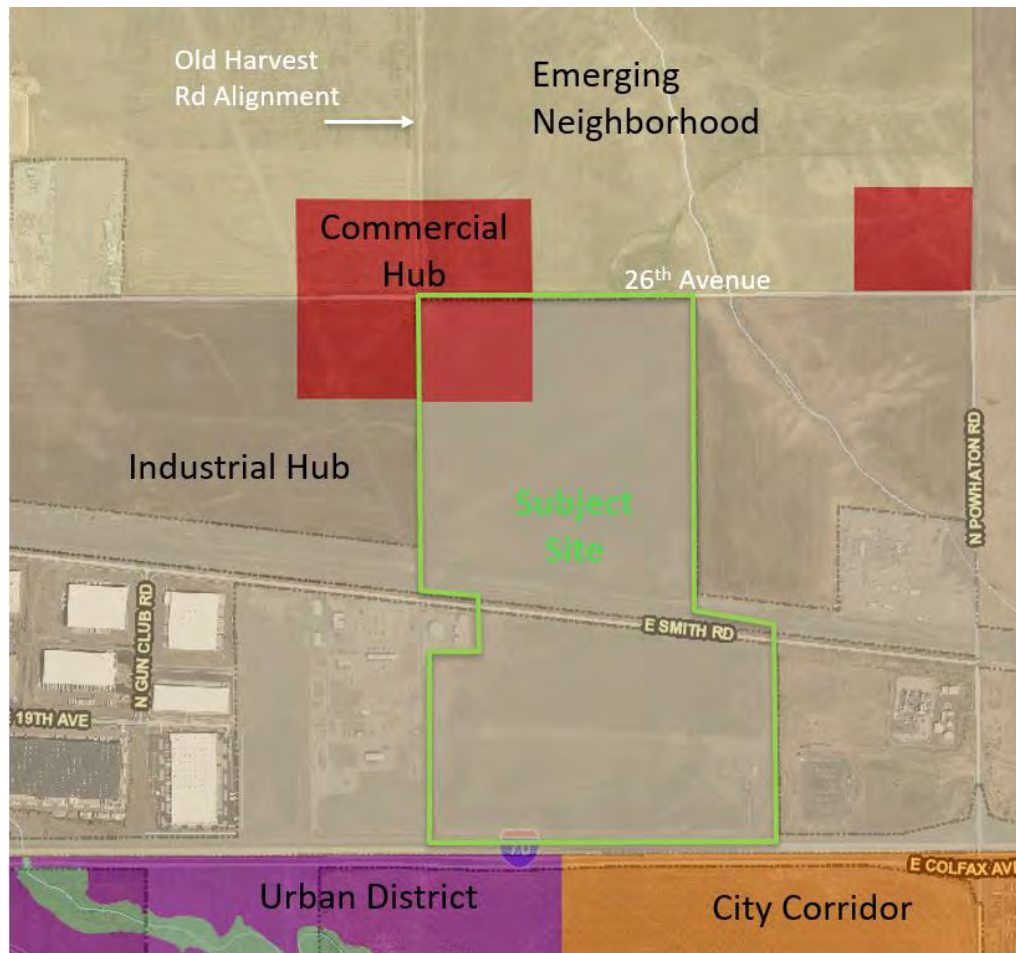 Old Harvest
Rd Alignment
Emerging
Neighborhood
Commercial
Hub
26th Avenue
Industrial Hub
Subject
Site
N POWHATON RD
E SMITH RD
N GUN CLUB RD
19TH AVE
70
E COLFAX AVE
Urban District
City Corridor